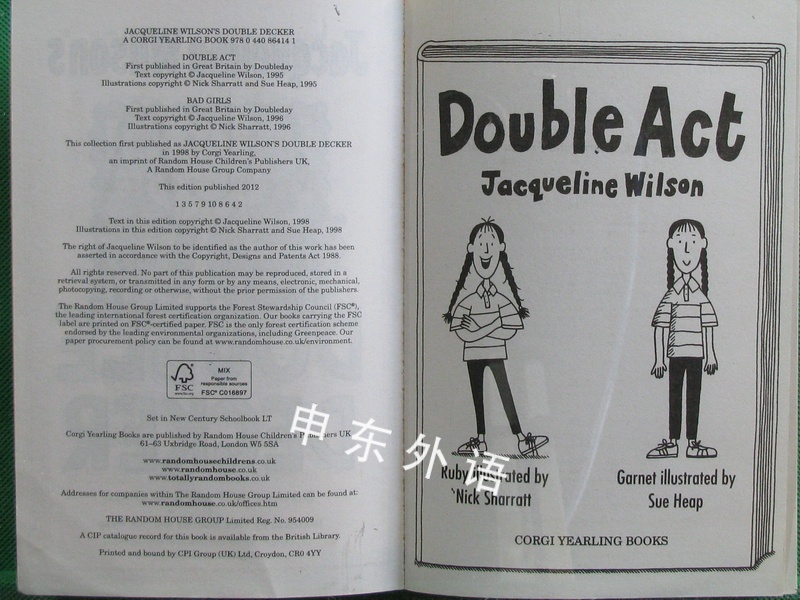 JACQUELINE WILSON'S DOUBLE DECKER
A CORGI YEARLING BOOK 978 0 440 86414 1
DOUBLE ACT
First published in Great Britain by Doubleday
Text copyright © Jacqueline Wilson, 1995
Illustrations copyright © Nick Sharratt and Sue Heap, 1995
BAD GIRLS
First published in Great Britain by Doubleday
Text copyright © Jacqueline Wilson, 1996
Illustrations copyright © Nick Sharratt, 1996
This collection first published as JACQUELINE WILSON'S DOUBLE DECKER
in 1998 by Corgi Yearling,
an imprint of Random House Children's Publishers UK,
A Random House Group Company
This edition published 2012
1 3 5 7 9 10 8 6 4 2
Text in this edition copyright © Jacqueline Wilson, 1998
Illustrations in this edition copyright © Nick Sharratt and Sue Heap, 1998
The right of Jacqueline Wilson to be identified as the author of this work has been
asserted in accordance with the Copyright, Designs and Patents Act 1988.
All rights reserved. No part of this publication may be reproduced, stored in a
retrieval system, or transmitted in any form or by any means, electronic, mechanical,
photocopying, recording or otherwise, without the prior permission of the publishers.
The Random House Group Limited supports the Forest Stewardship Council (FSC®),
the leading international forest certification organization. Our books carrying the FSC
label are printed on FSC®-certified paper. FSC is the only forest certification scheme
endorsed by the leading environmental organizations, including Greenpeace. Our
paper procurement policy can be found at www.randomhouse.co.uk/environment.
FSC
www.fsc.org
MIX
Paper from
responsible sources
FSC® C016897
Set in New Century Schoolbook LT
Corgi Yearling Books are published by Random House Children's Publishers UK,
61–63 Uxbridge Road, London W5 5SA
www.randomhousechildrens.co.uk
www.randomhouse.co.uk
www.totallyrandombooks.co.uk
Addresses for companies within The Random House Group Limited can be found at:
www.randomhouse.co.uk/offices.htm
THE RANDOM HOUSE GROUP Limited Reg. No. 954009
A CIP catalogue record for this book is available from the British Library.
Printed and bound by CPI Group (UK) Ltd, Croydon, CR0 4YY
Double Act
Jacqueline Wilson
Ruby illustrated by
Nick Sharratt
Garnet illustrated by
Sue Heap
CORGI YEARLING BOOKS
申东外语